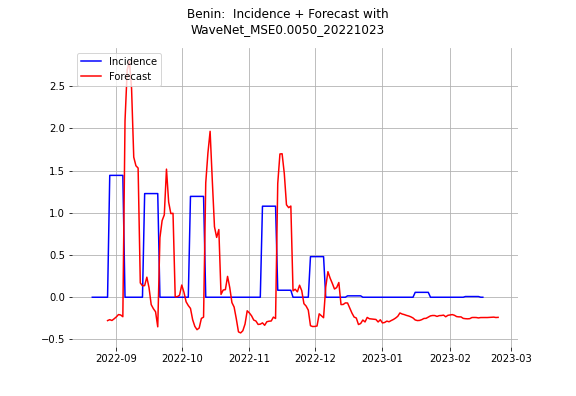 Benin:  Incidence + Forecast with
WaveNet_MSE0.0050_20221023
Incidence
Forecast
2.5
2.0
1.5
1.0
0.5
0.0
−0.5
2022-09 2022-10 2022-11 2022-12 2023-01 2023-02 2023-03